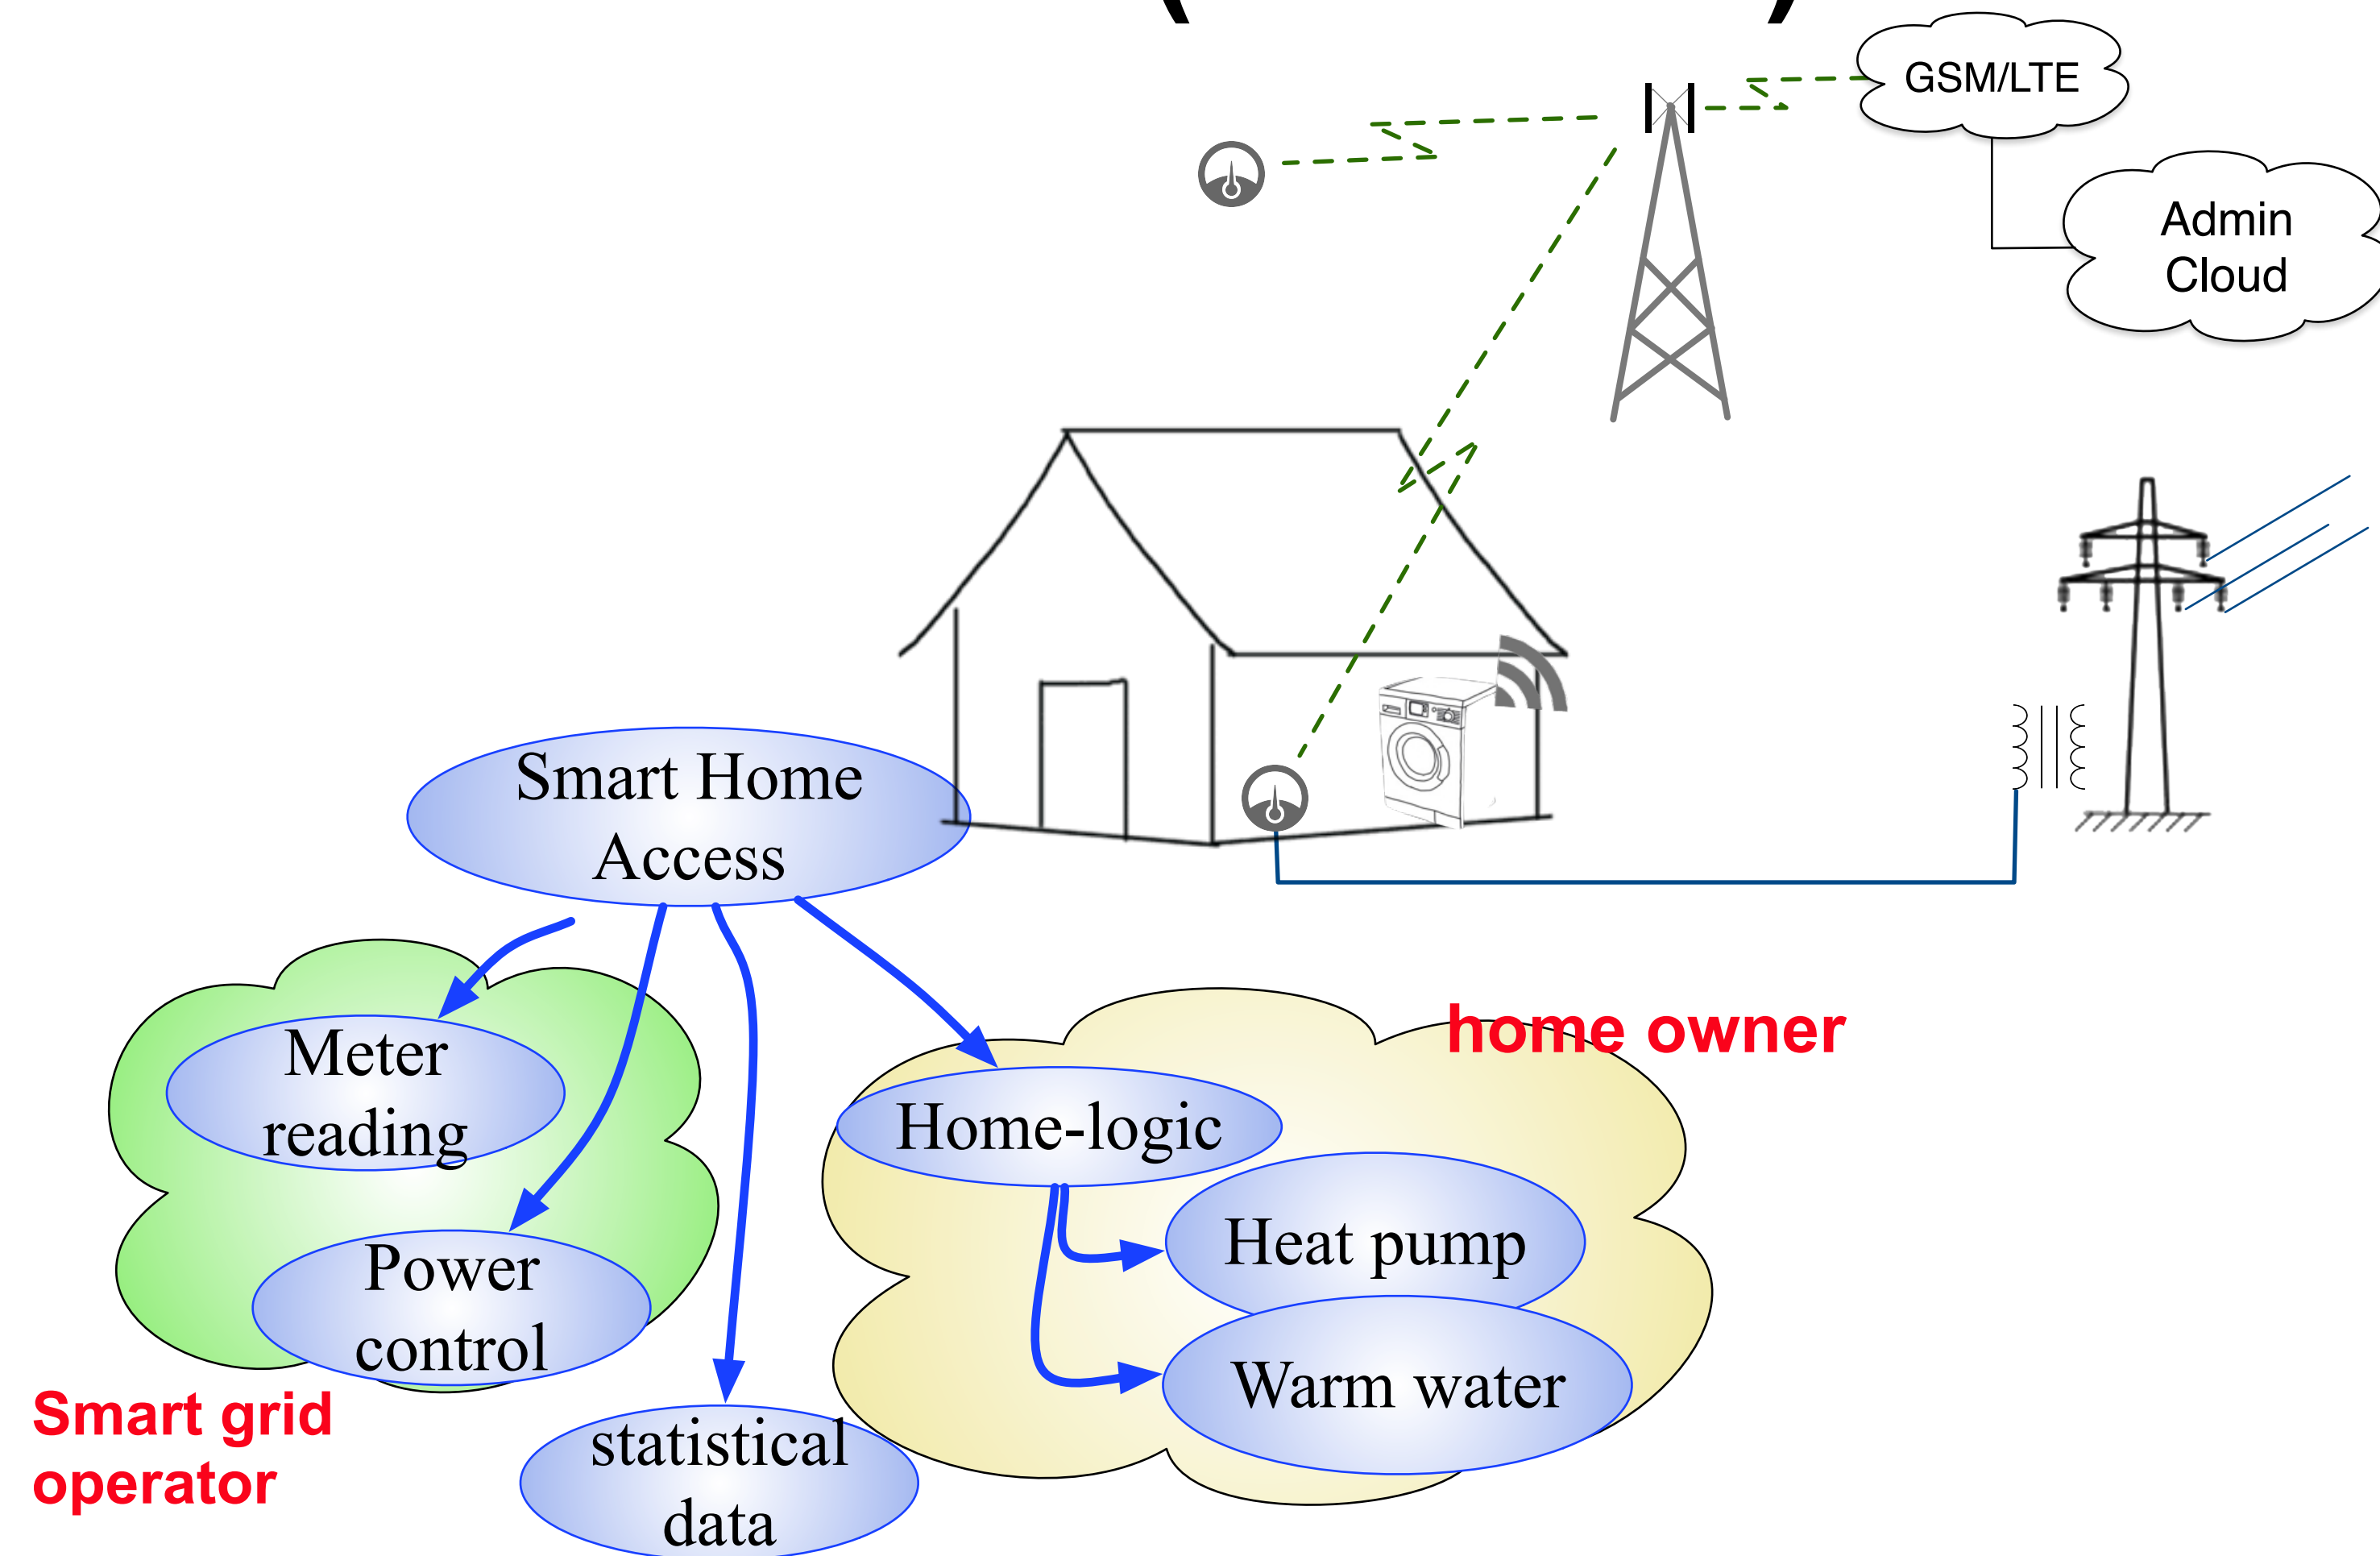 GSM/LTE
Admin
Cloud
Smart Home
Access
home owner
Meter
reading
Home-logic
Heat pump
Power
control
Warm water
Smart grid
operator
statistical
data